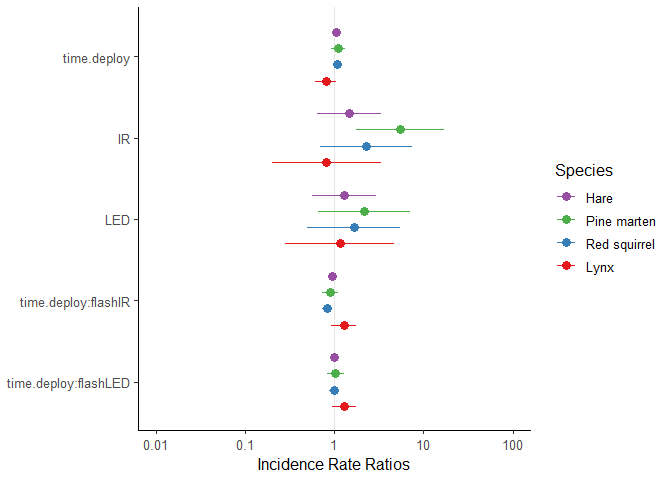 time.deploy
IR
LED
time.deploy:flashIR
time.deploy:flashLED
0.01 0.1 1 10 100
Incidence Rate Ratios
Species
Hare
Pine marten
Red squirrel
Lynx